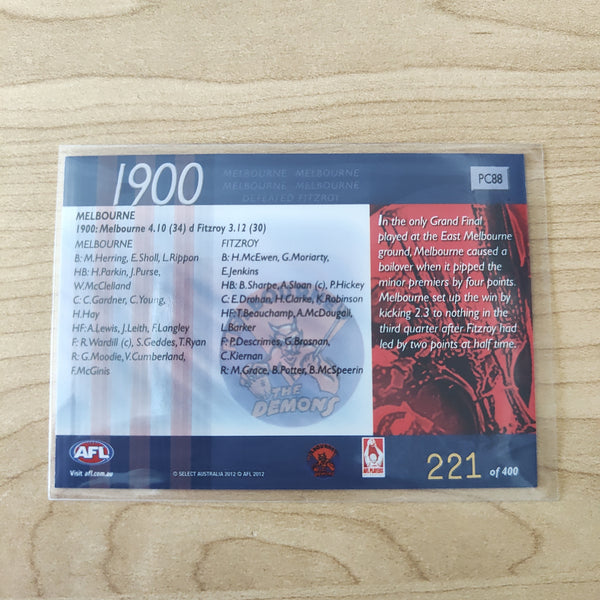 1900
MELBOURNE MELBOURNE
MELBOURNE MELBOURNE
DEFEATED FITZROY
PC88
MELBOURNE
1900: Melbourne 4.10 (34) d Fitzroy 3.12 (30)
MELBOURNE
B: M.Herring, E.Sholl, L.Rippon
HB: H.Parkin, J.Purse,
W.McClelland
C: C.Gardner, C.Young,
H.Hay
HF: A.Lewis, J.Leith, F.Langley
F: R.Wardill (c), S.Geddes, T.Ryan
R: G.Moodie, V.Cumberland,
F.McGinis
FITZROY
B: H.McEwen, G.Moriarty,
E.Jenkins
HB: B.Sharpe, A.Sloan (c), P.Hickey
C: E.Drohan, H.Clarke, K.Robinson
HF: T.Beauchamp, A.McDougall,
L.Barker
F: P.Descrimes, G.Brosnan,
C.Kiernan
R: M.Grace, B.Potter, B.McSpeerin
In the only Grand Final
played at the East Melbourne
ground, Melbourne caused a
boilover when it pipped the
minor premiers by four points.
Melbourne set up the win by
kicking 2.3 to nothing in the
third quarter after Fitzroy had
led by two points at half time.
THE DEMONS
AFL
Visit afl.com.au
© SELECT AUSTRALIA 2012 © AFL 2012
AFL PLAYERS
221 of 400